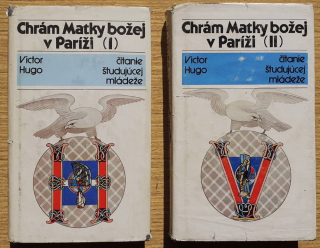 Chrám Matky božej
v Paríži (I)
Victor
Hugo
čítanie
študujúcej
mládeže
Chrám Matky božej
v Paríži (II)
Victor
Hugo
čítanie
študujúcej
mládeže